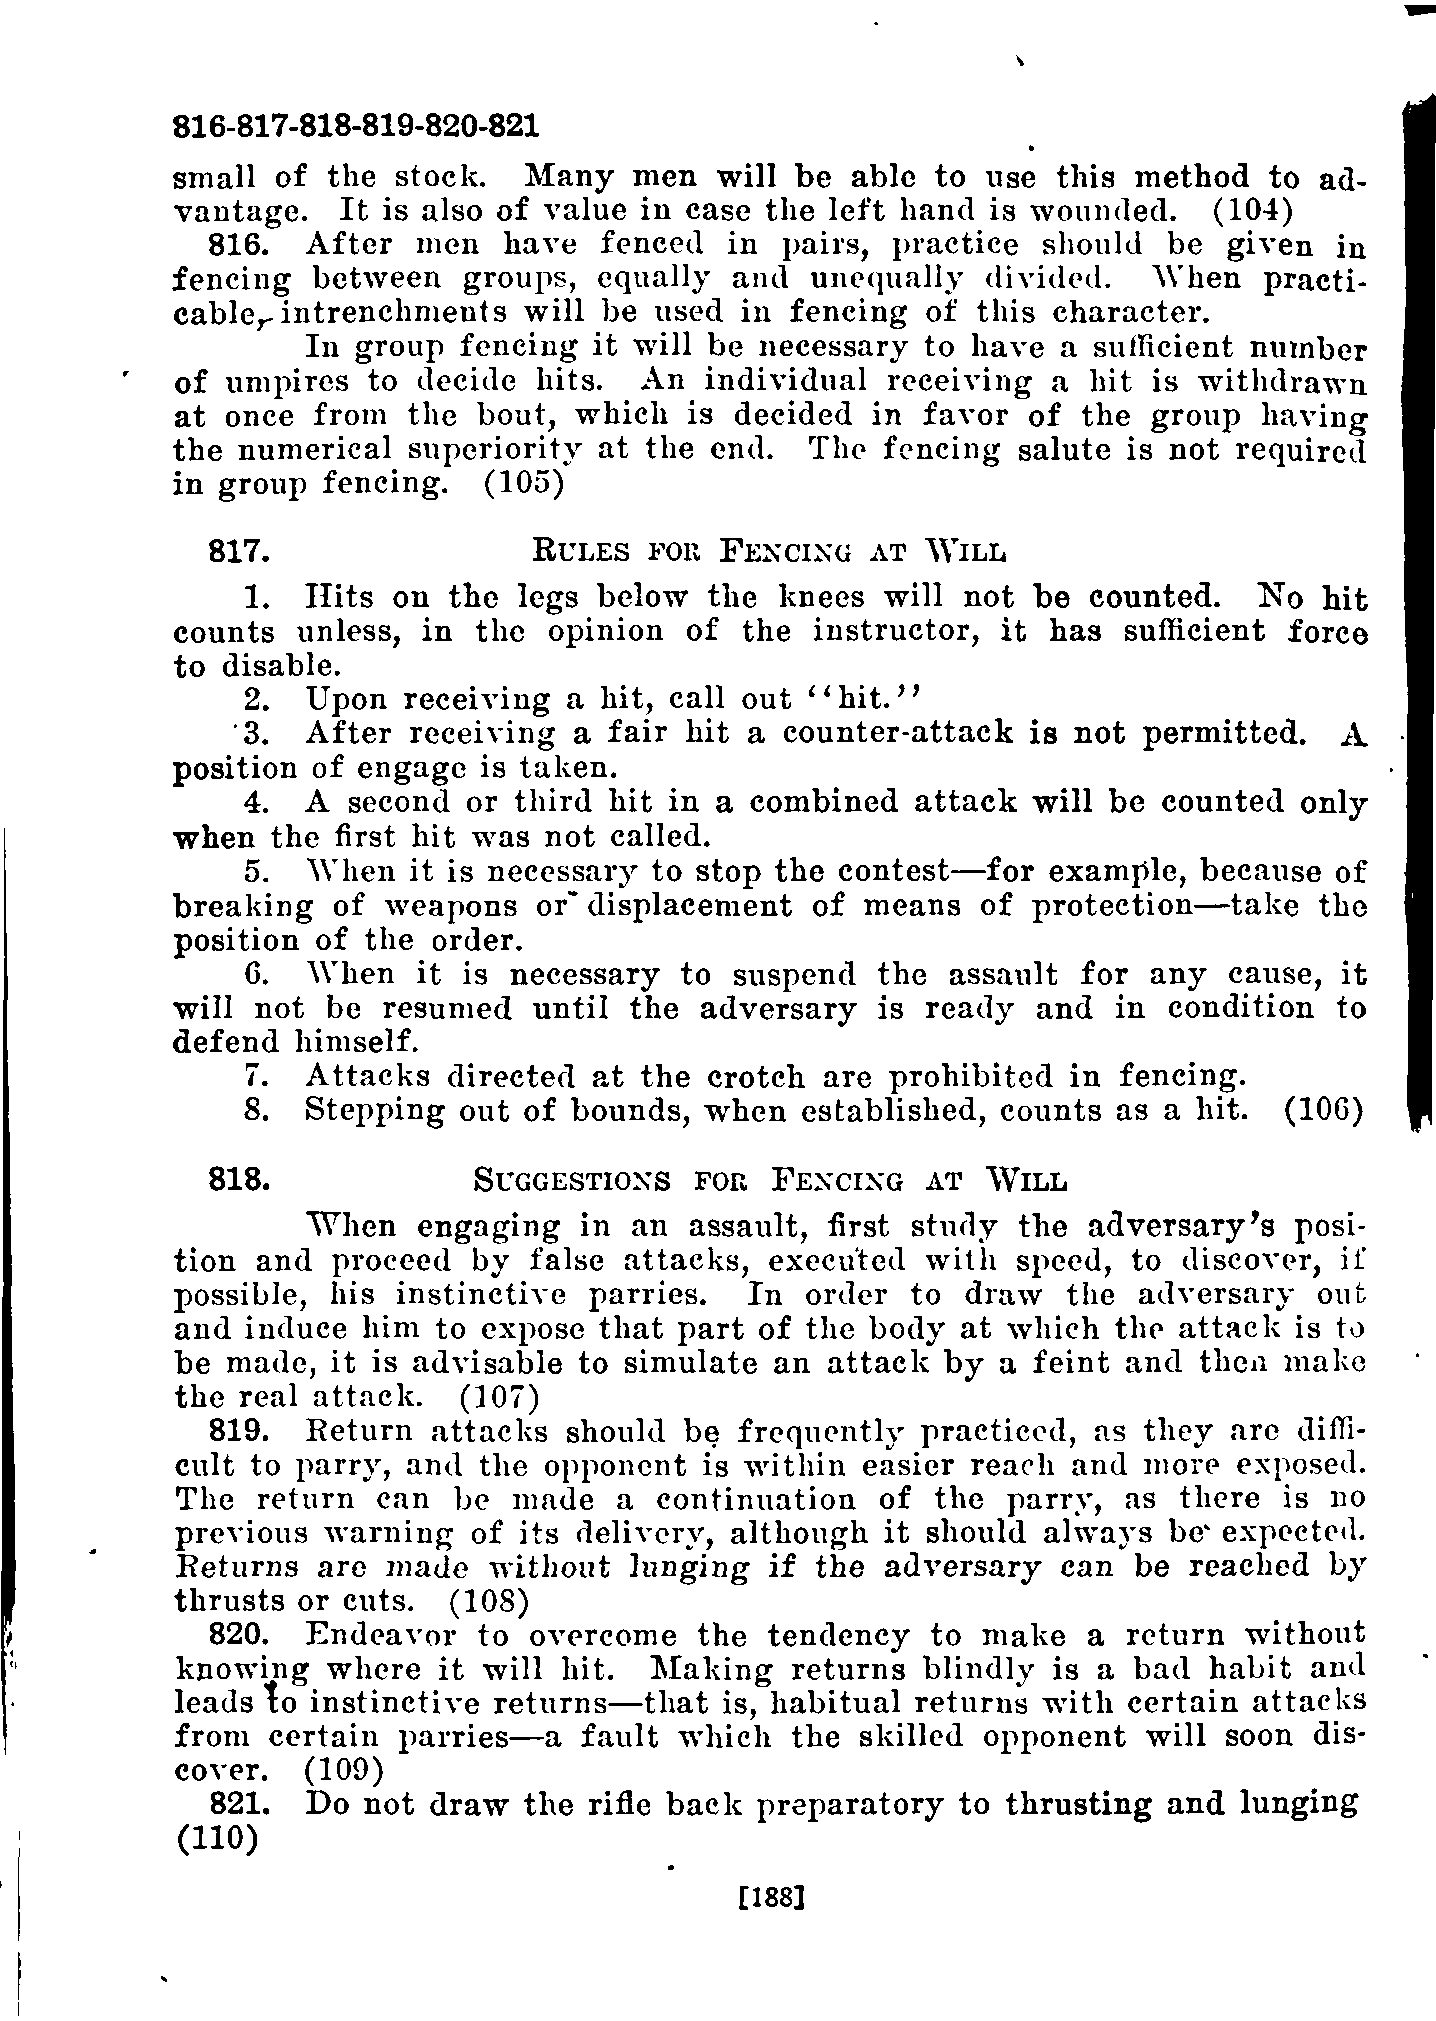 816-817-818-819-820-821
small of the stock. Many men will be able to use this method to ad-
vantage. It is also of value in case the left hand is wounded. (104)
816. After men have fenced in pairs, practice should be given in
fencing between groups, equally and unequally divided. When practi-
cable, intrenchments will be used in fencing of this character.
In group fencing it will be necessary to have a sufficient number
of umpires to decide hits. An individual receiving a hit is withdrawn
at once from the bout, which is decided in favor of the group having
the numerical superiority at the end. The fencing salute is not required
in group fencing. (105)
817. RULES FOR FENCING AT WILL
1. Hits on the legs below the knees will not be counted. No hit
counts unless, in the opinion of the instructor, it has sufficient force
to disable.
2. Upon receiving a hit, call out "hit."
3. After receiving a fair hit a counter-attack is not permitted. A
position of engage is taken.
4. A second or third hit in a combined attack will be counted only
when the first hit was not called.
5. When it is necessary to stop the contest—for example, because of
breaking of weapons or displacement of means of protection—take the
position of the order.
6. When it is necessary to suspend the assault for any cause, it
will not be resumed until the adversary is ready and in condition to
defend himself.
7. Attacks directed at the crotch are prohibited in fencing.
8. Stepping out of bounds, when established, counts as a hit. (106)
818. SUGGESTIONS FOR FENCING AT WILL
When engaging in an assault, first study the adversary's posi-
tion and proceed by false attacks, executed with speed, to discover, if
possible, his instinctive parries. In order to draw the adversary out
and induce him to expose that part of the body at which the attack is to
be made, it is advisable to simulate an attack by a feint and then make
the real attack. (107)
819. Return attacks should be frequently practiced, as they are diffi-
cult to parry, and the opponent is within easier reach and more exposed.
The return can be made a continuation of the parry, as there is no
previous warning of its delivery, although it should always be expected.
Returns are made without lunging if the adversary can be reached by
thrusts or cuts. (108)
820. Endeavor to overcome the tendency to make a return without
knowing where it will hit. Making returns blindly is a bad habit and
leads to instinctive returns—that is, habitual returns with certain attacks
from certain parries—a fault which the skilled opponent will soon dis-
cover. (109)
821. Do not draw the rifle back preparatory to thrusting and lunging
(110)
[188]